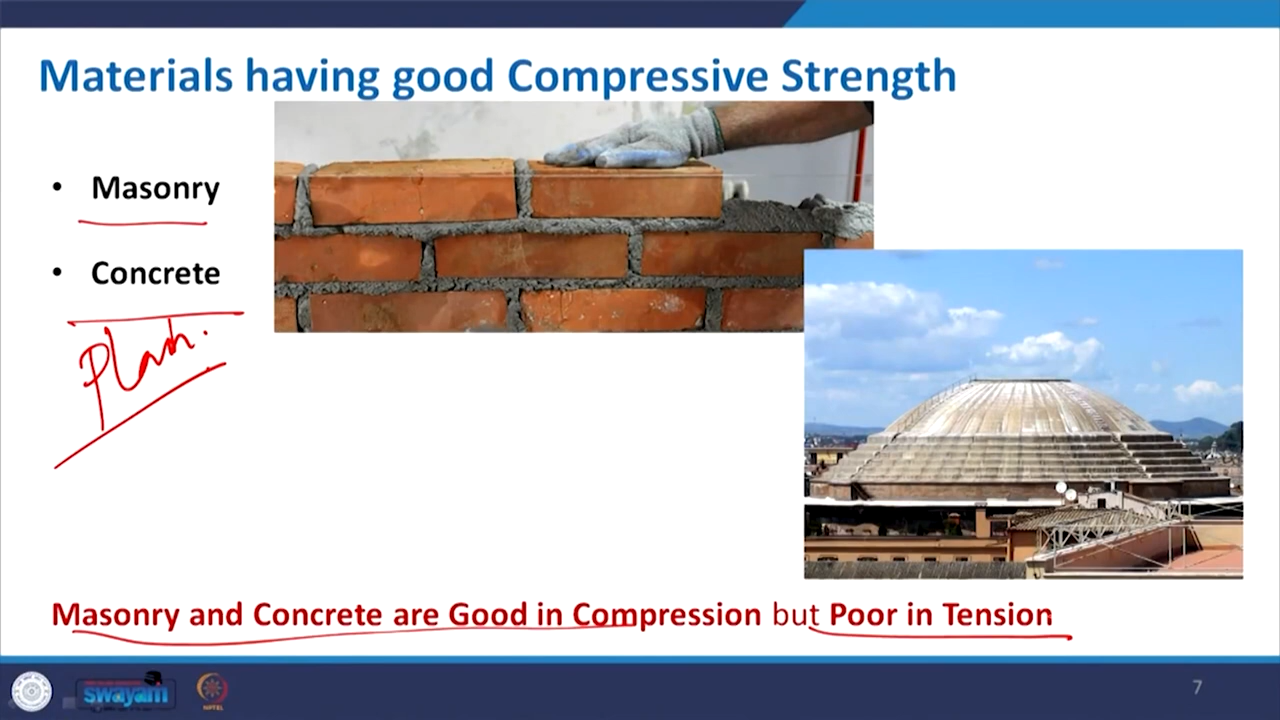 Materials having good Compressive Strength
• Masonry
• Concrete
Plain.
Masonry and Concrete are Good in Compression but Poor in Tension
swayam
NPTEL
7